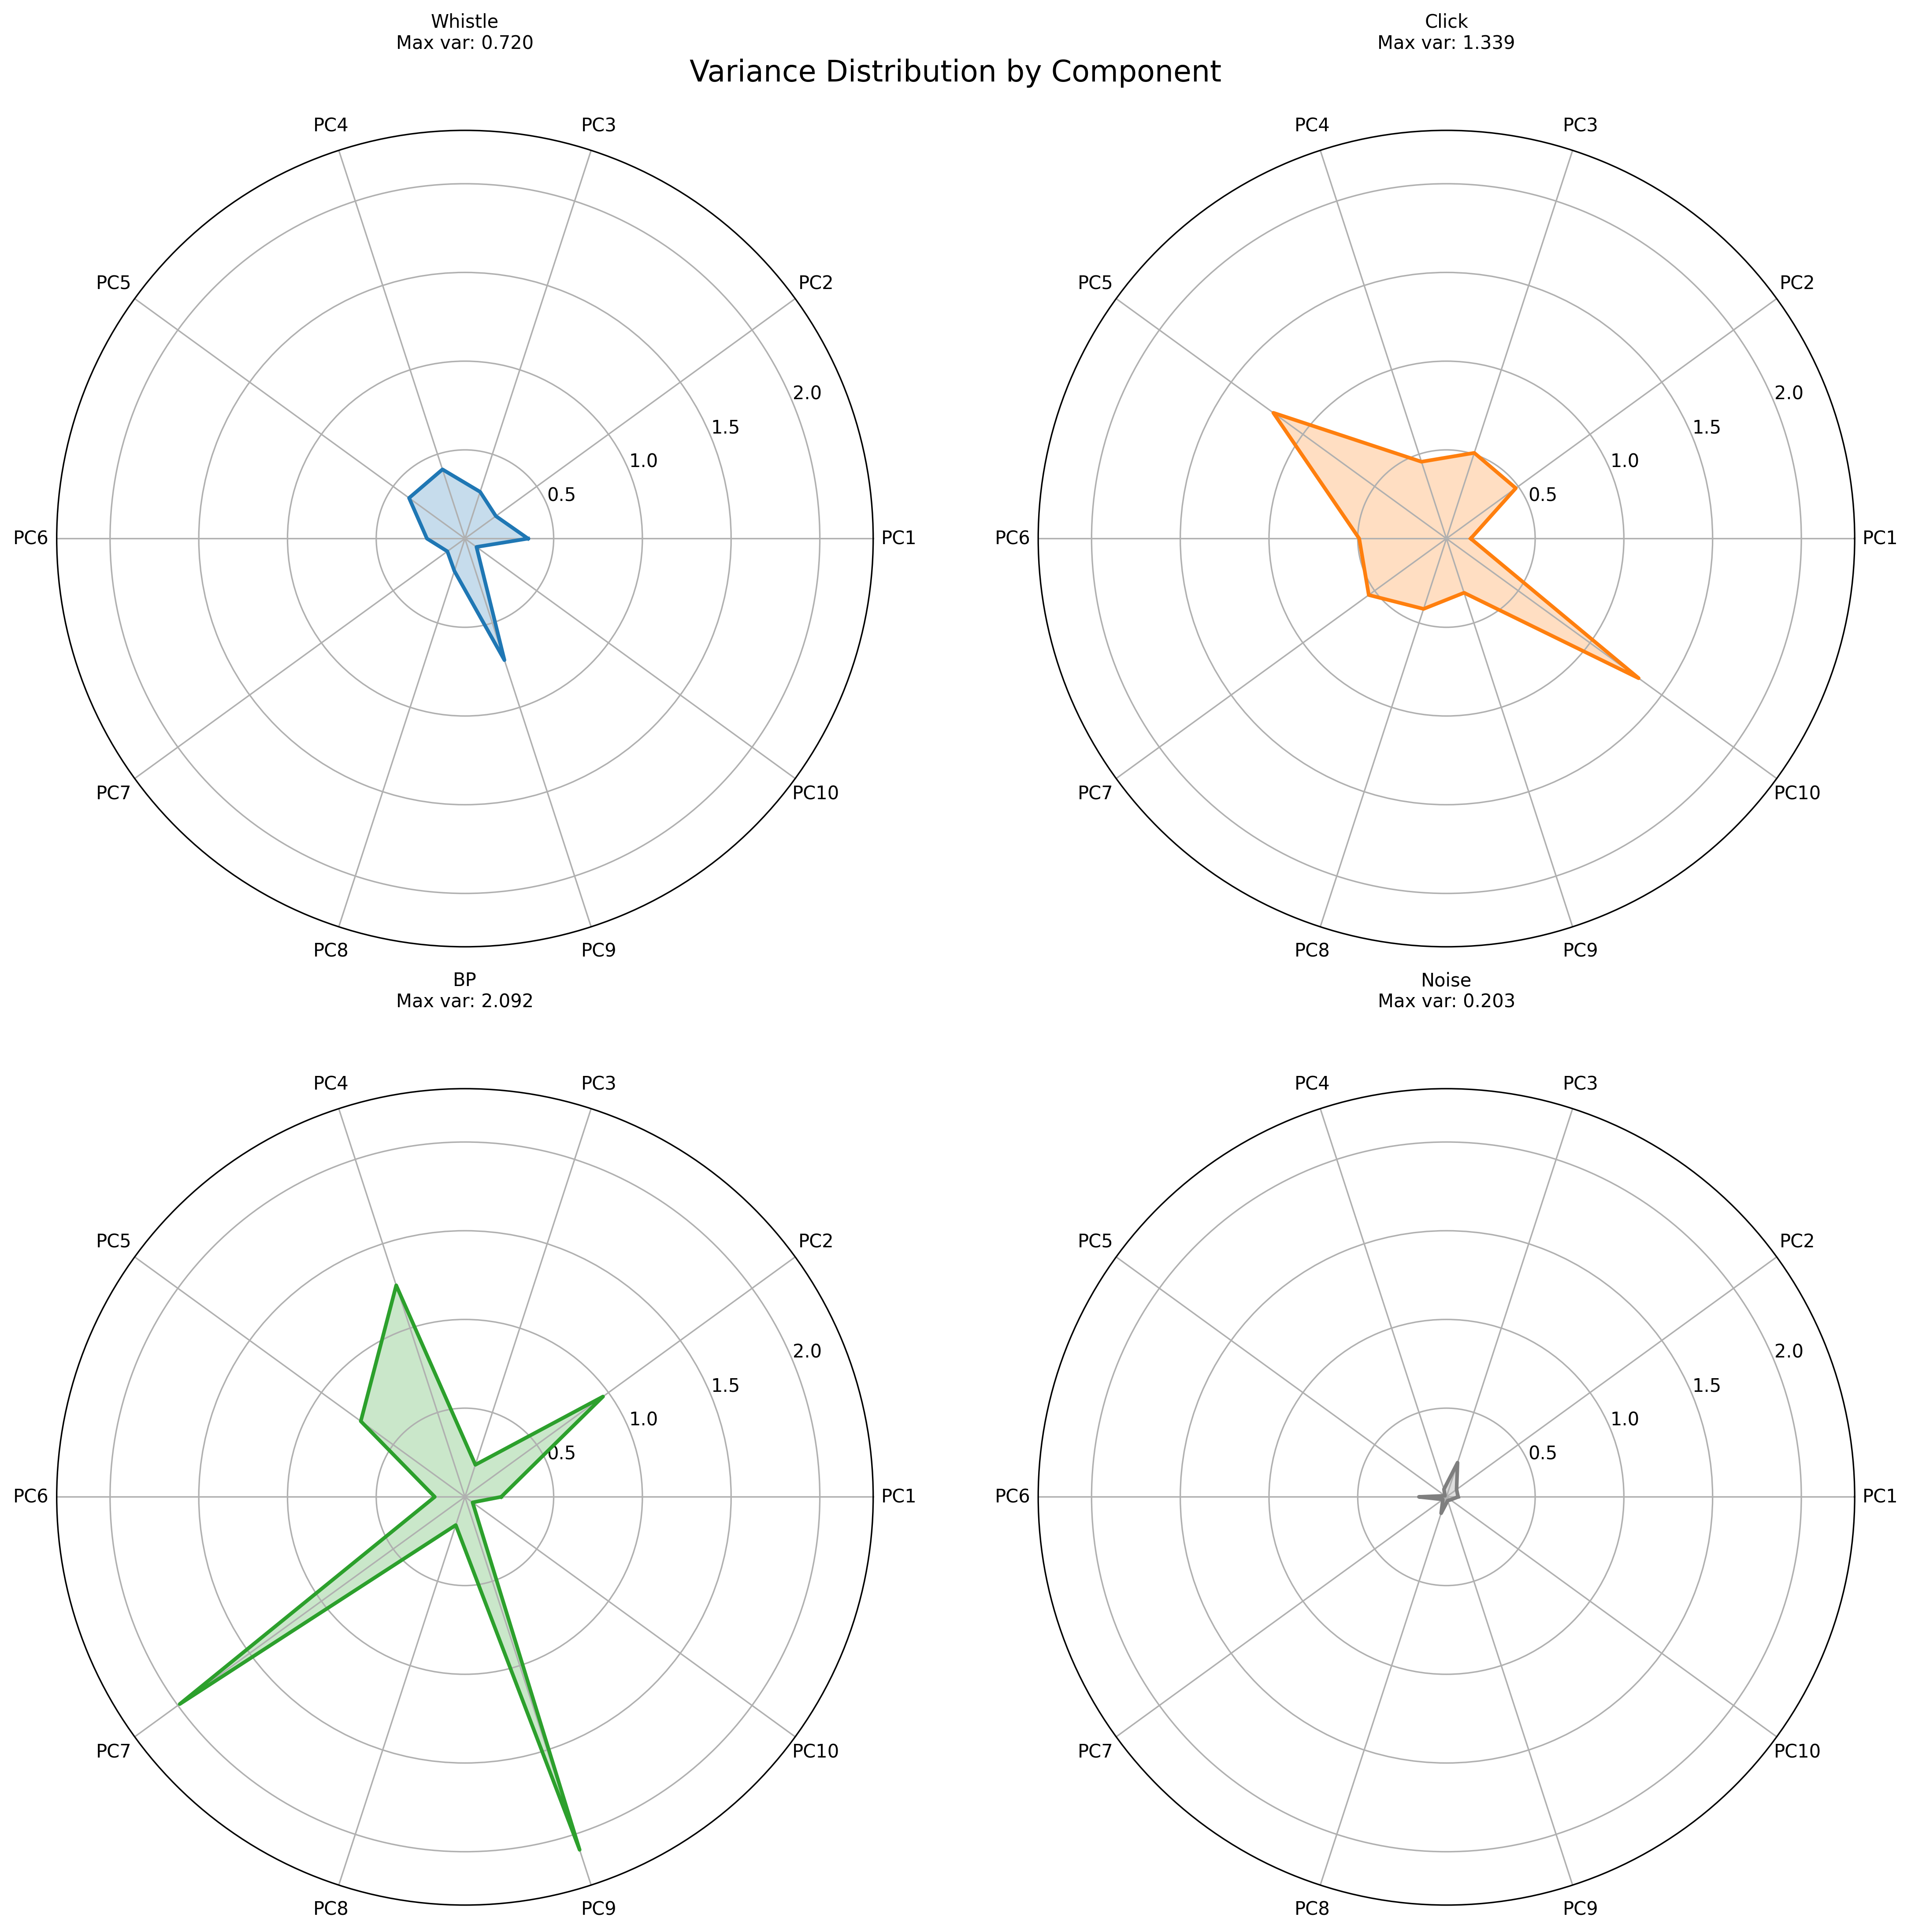 Whistle
Max var: 0.720
Click
Max var: 1.339
Variance Distribution by Component
PC4
PC3
PC5
PC2
2.0
1.5
1.0
0.5
PC6
PC1
PC7
PC10
PC8
PC9
PC4
PC3
PC5
PC2
2.0
1.5
1.0
0.5
PC6
PC1
PC7
PC10
PC8
PC9
BP
Max var: 2.092
Noise
Max var: 0.203
PC4
PC3
PC5
PC2
2.0
1.5
1.0
0.5
PC6
PC1
PC7
PC10
PC8
PC9
PC4
PC3
PC5
PC2
2.0
1.5
1.0
0.5
PC6
PC1
PC7
PC10
PC8
PC9